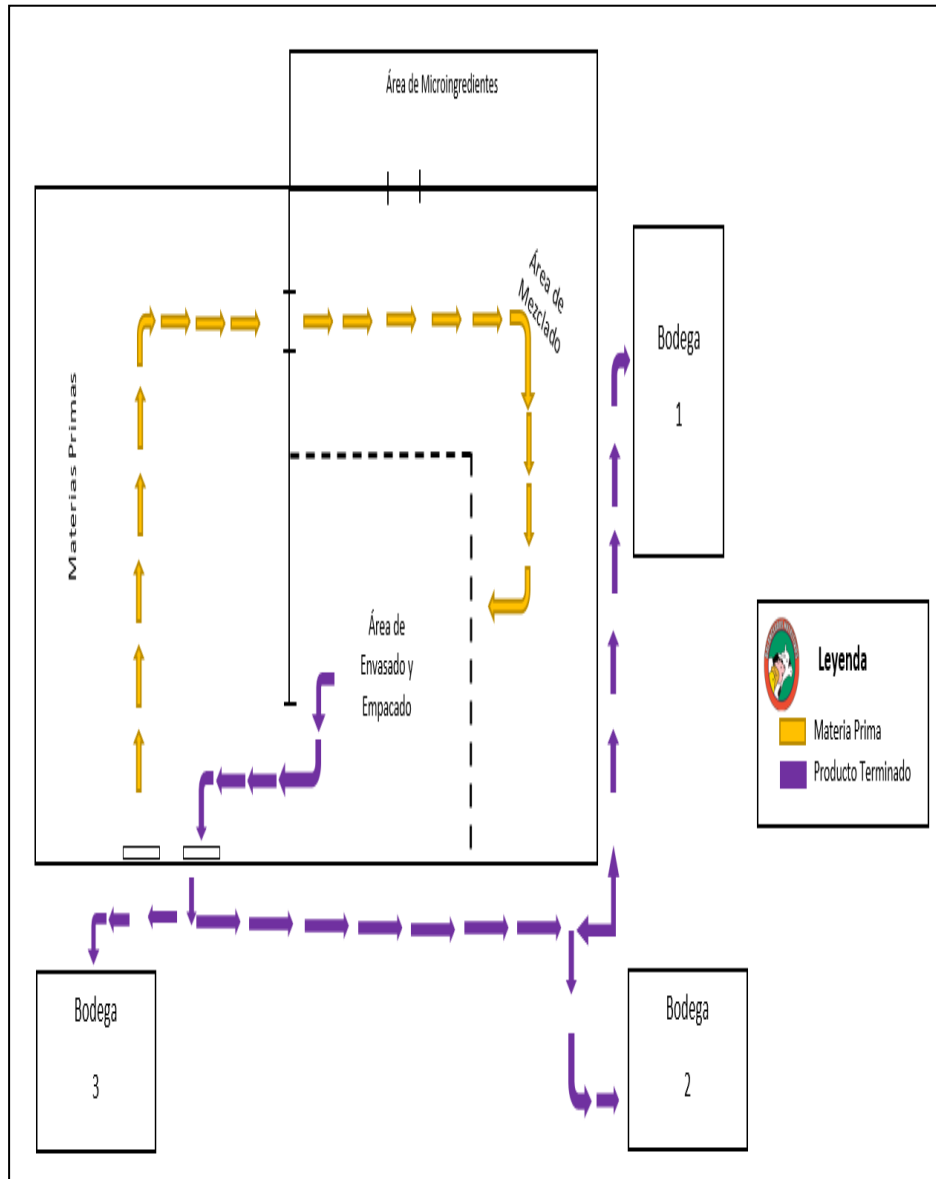 Área de Microingredientes
Área de
Mezclado
Materias Primas
Bodega
1
Área de
Envasado y
Empacado
Leyenda
Materia Prima
Producto Terminado
Bodega
3
Bodega
2